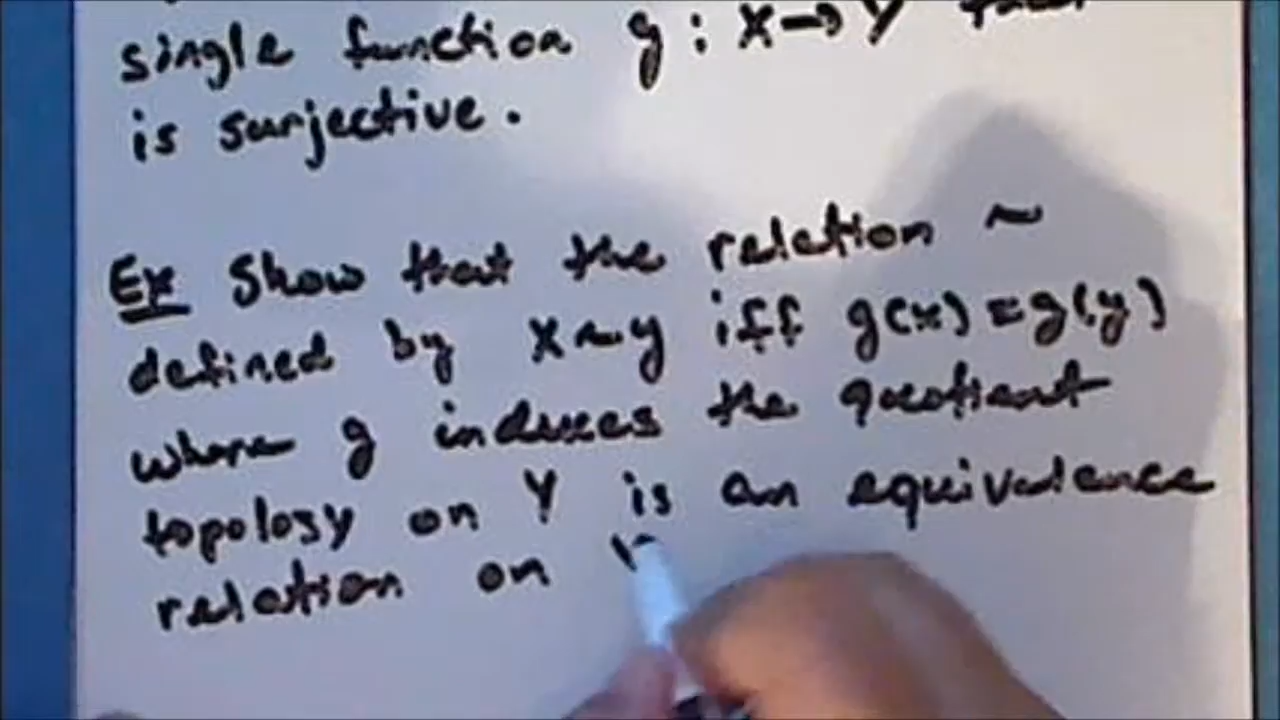 single function g : X → Y that
is surjective.
Ex Show that the relation ~
defined by x ~ y iff g(x) = g(y)
where g induces the quotient
topology on Y is an equivalence
relation on